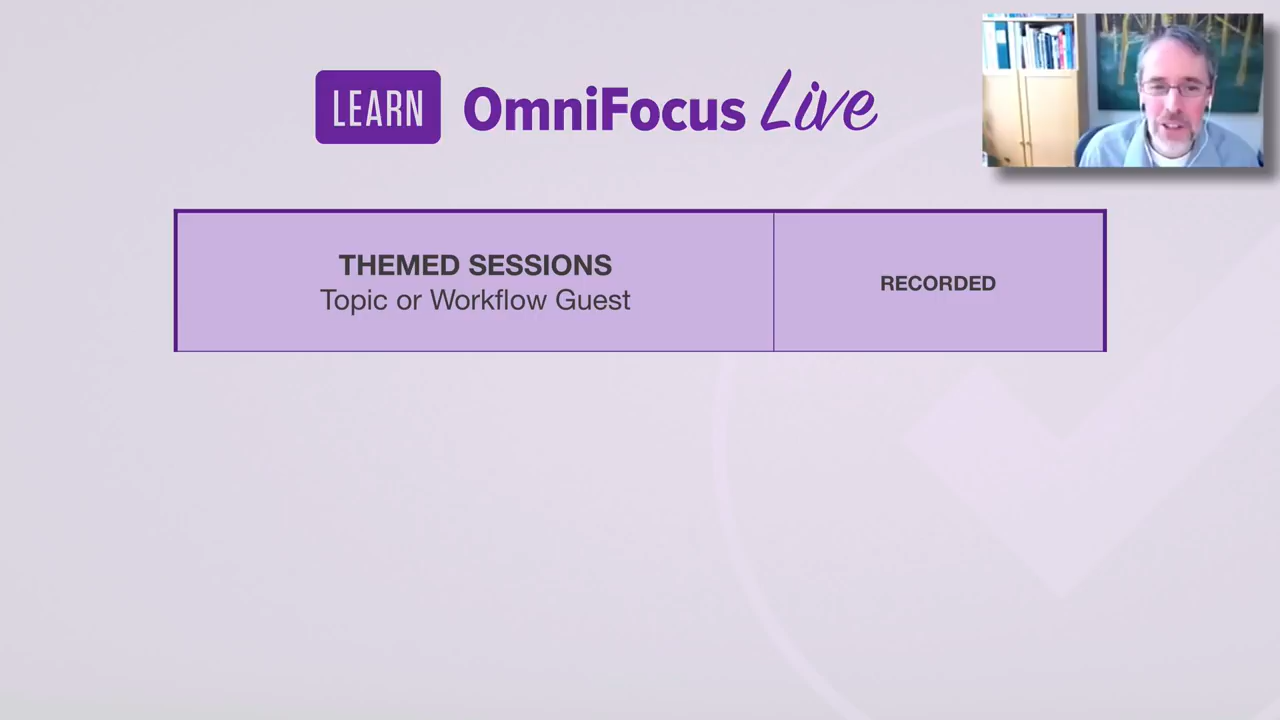 LEARN OmniFocus Live
THEMED SESSIONS
Topic or Workflow Guest
RECORDED